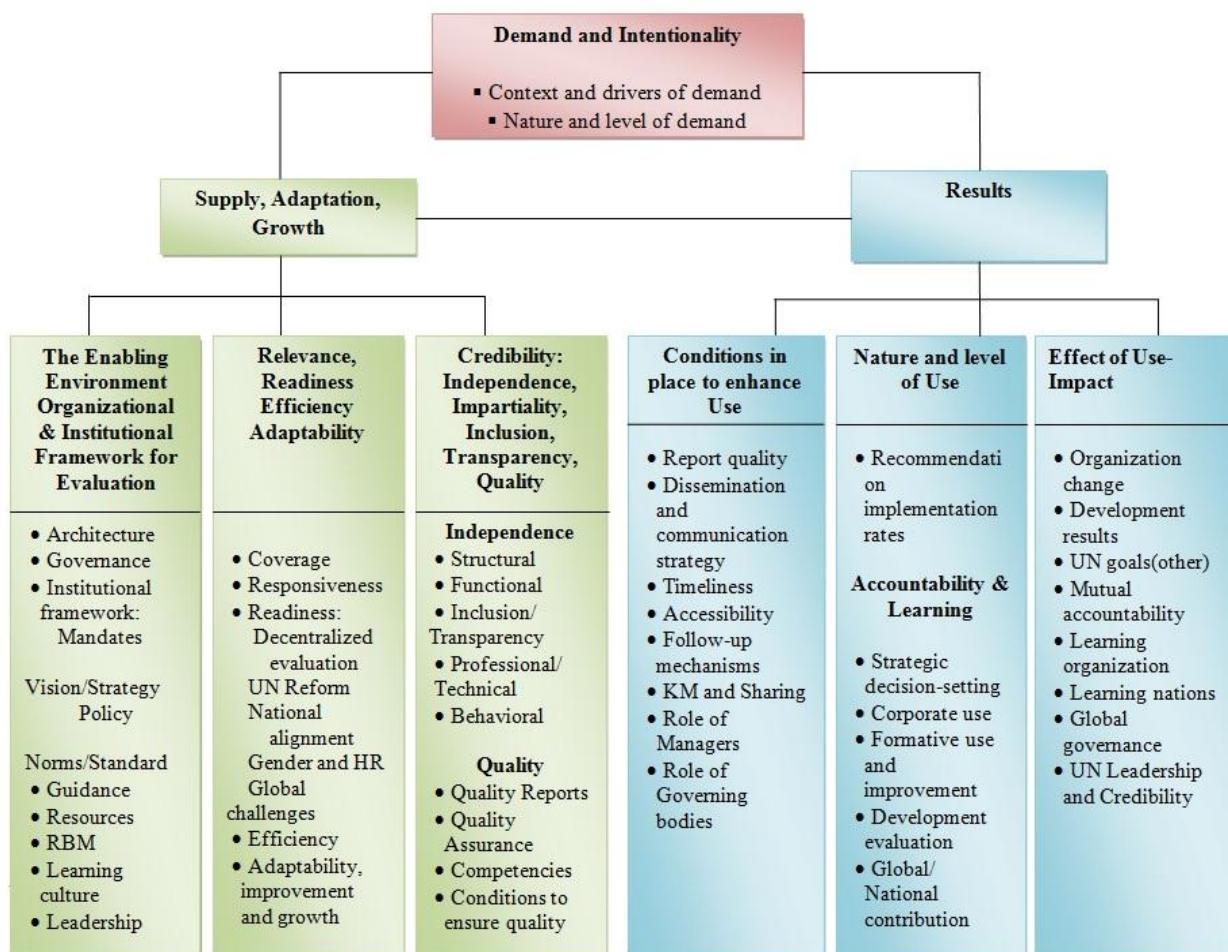 Demand and Intentionality
▪ Context and drivers of demand
▪ Nature and level of demand
Supply, Adaptation,
Growth
Results
The Enabling
Environment
Organizational
& Institutional
Framework for
Evaluation
• Architecture
• Governance
• Institutional
framework:
Mandates
Vision/Strategy
Policy
Norms/Standard
• Guidance
• Resources
• RBM
• Learning
culture
• Leadership
Relevance,
Readiness
Efficiency
Adaptability
• Coverage
• Responsiveness
• Readiness:
Decentralized
evaluation
UN Reform
National
alignment
Gender and HR
Global
challenges
• Efficiency
• Adaptability,
improvement
and growth
Credibility:
Independence,
Impartiality,
Inclusion,
Transparency,
Quality
Independence
• Structural
• Functional
• Inclusion/
Transparency
• Professional/
Technical
• Behavioral
Quality
• Quality Reports
• Quality
Assurance
• Competencies
• Conditions to
ensure quality
Conditions in
place to enhance
Use
• Report quality
• Dissemination
and
communication
strategy
• Timeliness
• Accessibility
• Follow-up
mechanisms
• KM and Sharing
• Role of
Managers
• Role of
Governing
bodies
Nature and level
of Use
• Recommendati
on
implementation
rates
Accountability &
Learning
• Strategic
decision-setting
• Corporate use
• Formative use
and
improvement
• Development
evaluation
• Global/
National
contribution
Effect of Use-
Impact
• Organization
change
• Development
results
• UN goals(other)
• Mutual
accountability
• Learning
organization
• Learning nations
• Global
governance
• UN Leadership
and Credibility